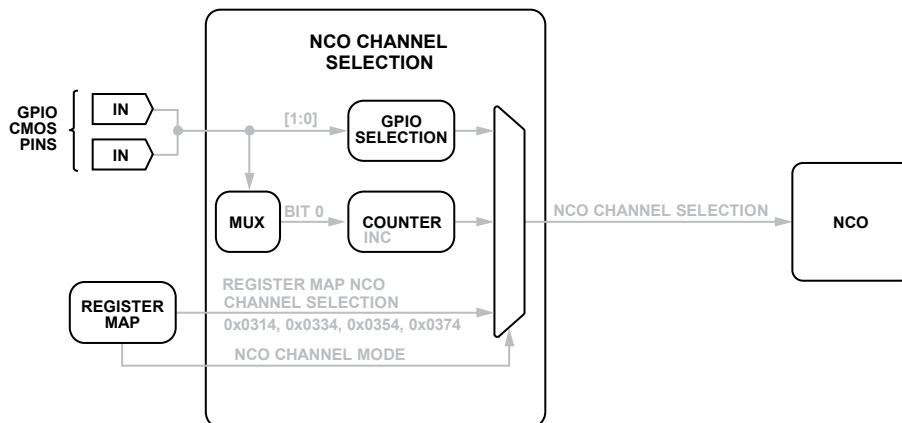 NCO CHANNEL
SELECTION
GPIO
CMOS
PINS
IN
IN
[1:0]
GPIO
SELECTION
MUX
BIT 0
COUNTER
INC
NCO CHANNEL SELECTION
NCO
REGISTER
MAP
REGISTER MAP NCO
CHANNEL SELECTION
0x0314, 0x0334, 0x0354, 0x0374
NCO CHANNEL MODE